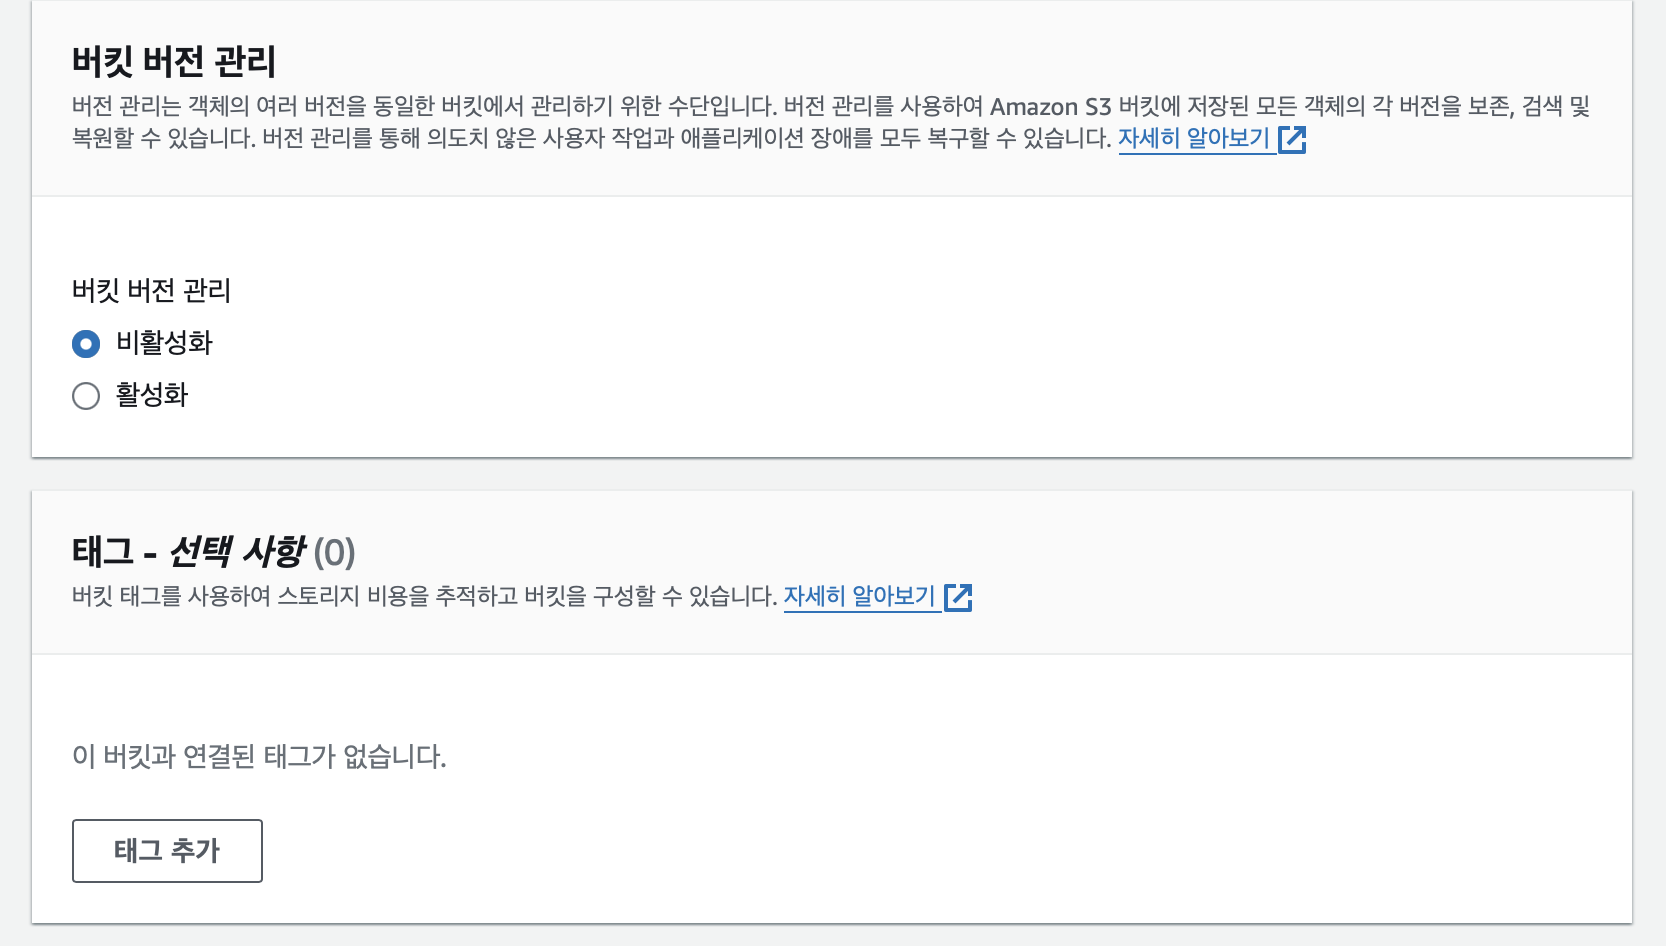 버킷 버전 관리
버전 관리는 객체의 여러 버전을 동일한 버킷에서 관리하기 위한 수단입니다. 버전 관리를 사용하여 Amazon S3 버킷에 저장된 모든 객체의 각 버전을 보존, 검색 및
복원할 수 있습니다. 버전 관리를 통해 의도치 않은 사용자 작업과 애플리케이션 장애를 모두 복구할 수 있습니다. 자세히 알아보기
버킷 버전 관리
비활성화
활성화
태그 - 선택 사항 (0)
버킷 태그를 사용하여 스토리지 비용을 추적하고 버킷을 구성할 수 있습니다. 자세히 알아보기
이 버킷과 연결된 태그가 없습니다.
태그 추가